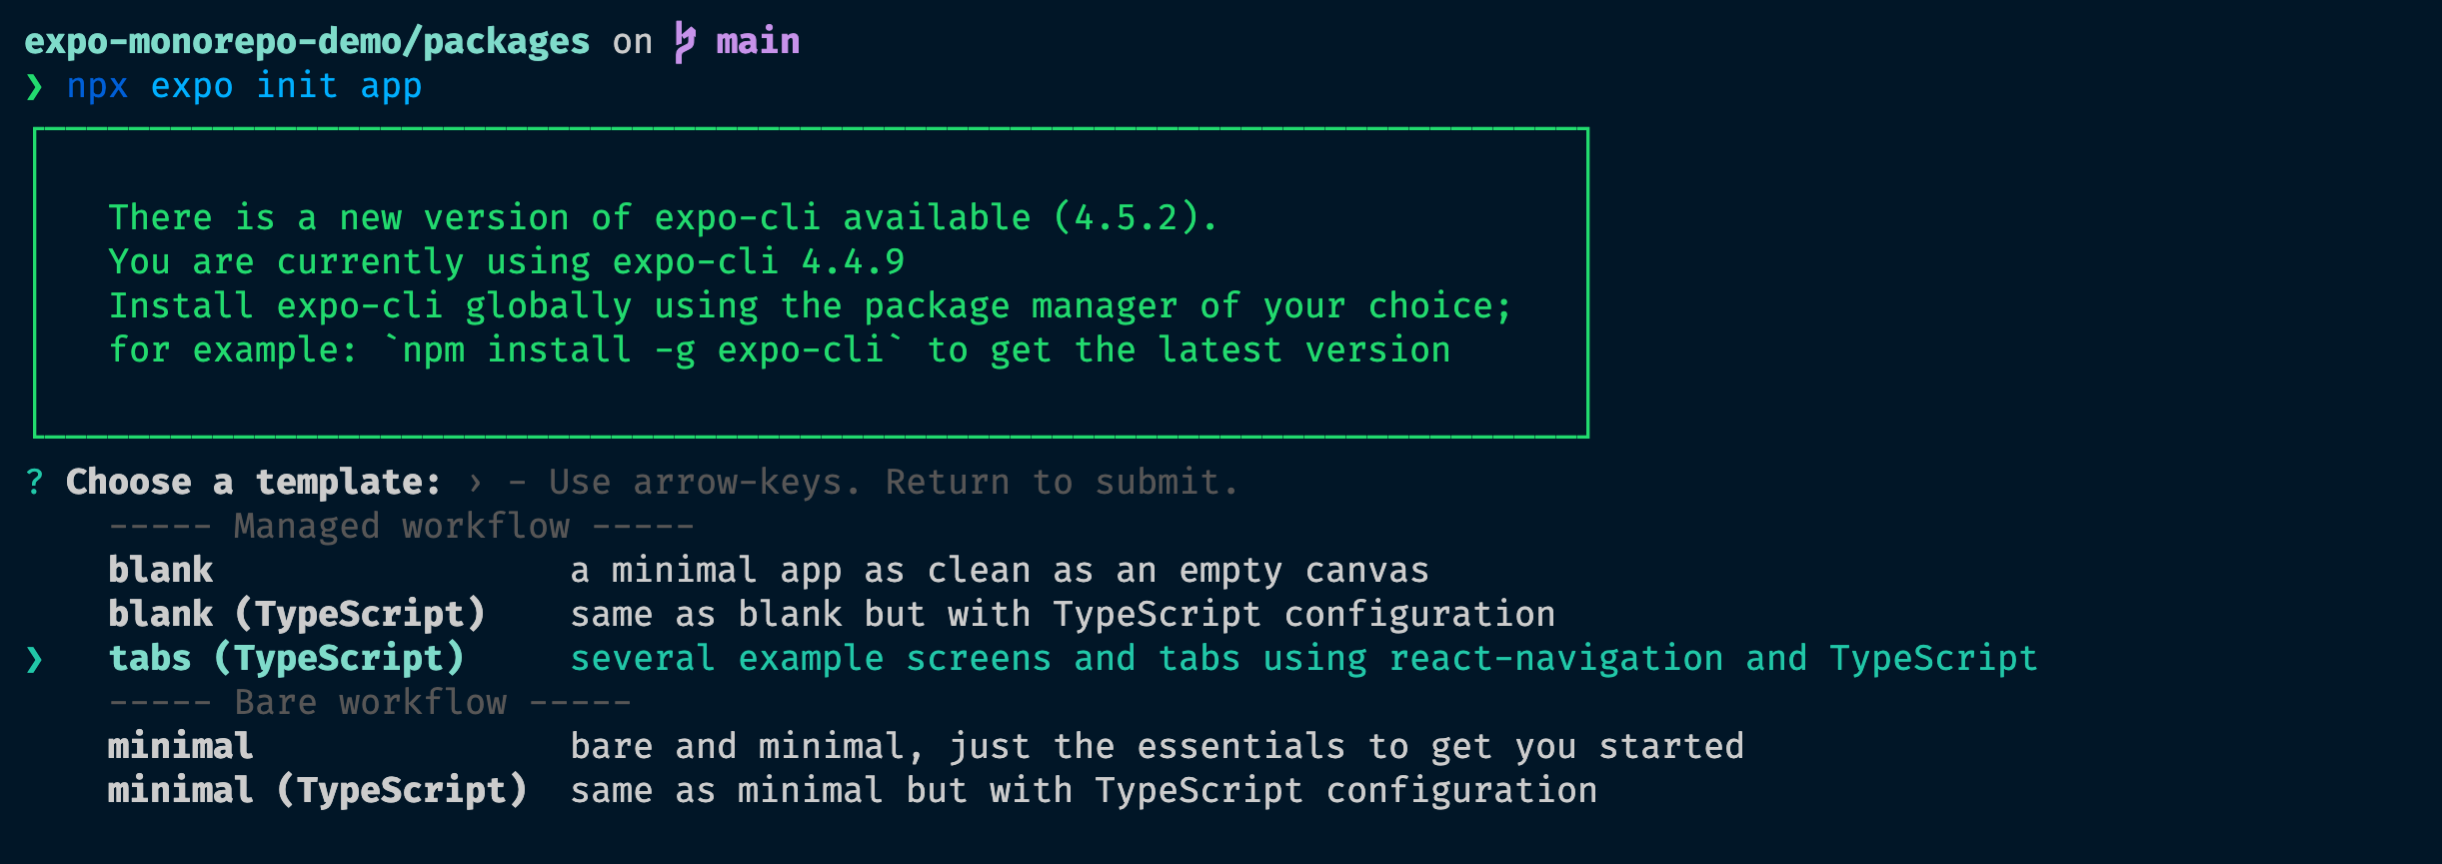 expo-monorepo-demo/packages on main
❯ npx expo init app
There is a new version of expo-cli available (4.5.2).
You are currently using expo-cli 4.4.9
Install expo-cli globally using the package manager of your choice;
for example: `npm install -g expo-cli` to get the latest version
? Choose a template: › - Use arrow-keys. Return to submit.
----- Managed workflow -----
blank a minimal app as clean as an empty canvas
blank (TypeScript) same as blank but with TypeScript configuration
❯ tabs (TypeScript) several example screens and tabs using react-navigation and TypeScript
----- Bare workflow -----
minimal bare and minimal, just the essentials to get you started
minimal (TypeScript) same as minimal but with TypeScript configuration